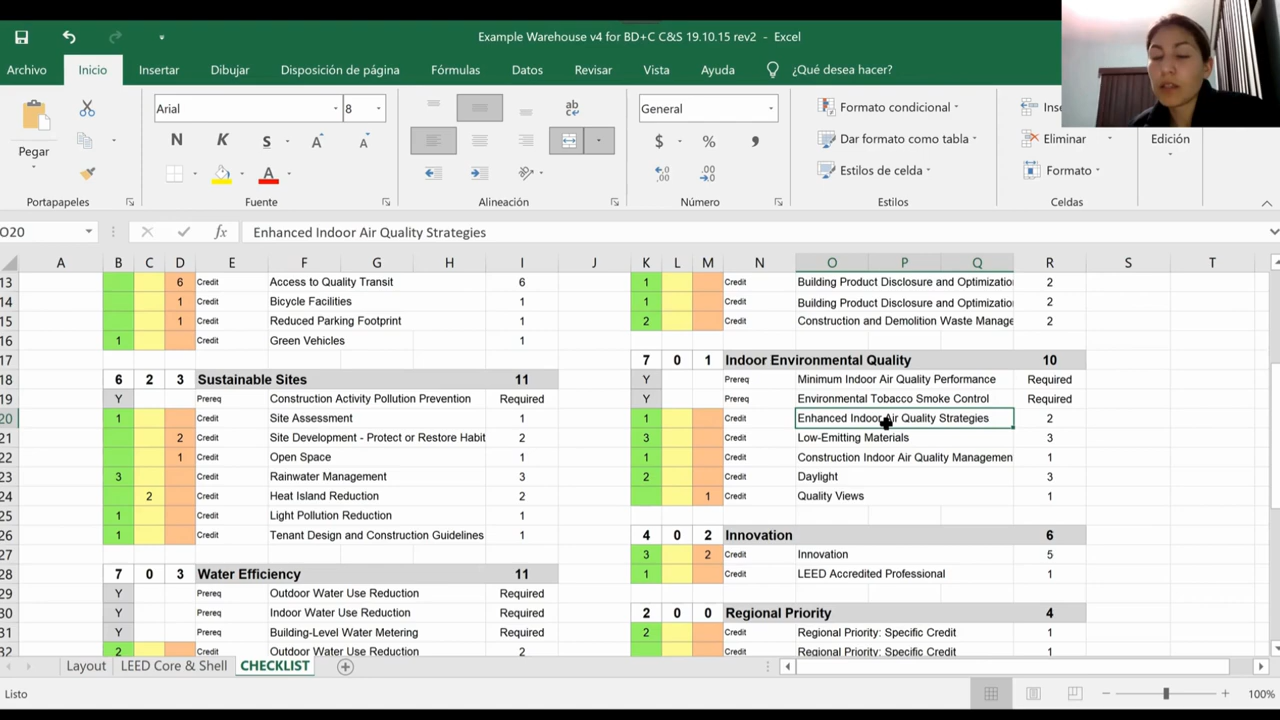 Example Warehouse v4 for BD+C C&S 19.10.15 rev2 - Excel
Archivo Inicio Insertar Dibujar Disposición de página Fórmulas Datos Revisar Vista Ayuda ¿Qué desea hacer?
Pegar
Portapapeles
Arial 8
N K S A A
A
Fuente
ab
Alineación
General
$ %
Número
Formato condicional
Dar formato como tabla
Estilos de celda
Estilos
Eliminar
Formato
Celdas
Edición
O20 fx Enhanced Indoor Air Quality Strategies
A B C D E F G H I J K L M N O P Q R S T
13 6 Credit Access to Quality Transit 6 1 Credit Building Product Disclosure and Optimizatio 2
14 1 Credit Bicycle Facilities 1 1 Credit Building Product Disclosure and Optimizatio 2
15 1 Credit Reduced Parking Footprint 1 2 Credit Construction and Demolition Waste Manage 2
16 1 Credit Green Vehicles 1
17 7 0 1 Indoor Environmental Quality 10
18 6 2 3 Sustainable Sites 11 Y Prereq Minimum Indoor Air Quality Performance Required
19 Y Prereq Construction Activity Pollution Prevention Required Y Prereq Environmental Tobacco Smoke Control Required
20 1 Credit Site Assessment 1 1 Credit Enhanced Indoor Air Quality Strategies 2
21 2 Credit Site Development - Protect or Restore Habit 2 3 Credit Low-Emitting Materials 3
22 1 Credit Open Space 1 1 Credit Construction Indoor Air Quality Managemen 1
23 3 Credit Rainwater Management 3 2 Credit Daylight 3
24 2 Credit Heat Island Reduction 2 1 Credit Quality Views 1
25 1 Credit Light Pollution Reduction 1
26 1 Credit Tenant Design and Construction Guidelines 1 4 0 2 Innovation 6
27 3 2 Credit Innovation 5
28 7 0 3 Water Efficiency 11 1 Credit LEED Accredited Professional 1
29 Y Prereq Outdoor Water Use Reduction Required
30 Y Prereq Indoor Water Use Reduction Required 2 0 0 Regional Priority 4
31 Y Prereq Building-Level Water Metering Required 2 Credit Regional Priority: Specific Credit 1
32 2 Credit Outdoor Water Use Reduction 2 Credit Regional Priority: Specific Credit 1
Layout LEED Core & Shell CHECKLIST
Listo 100%